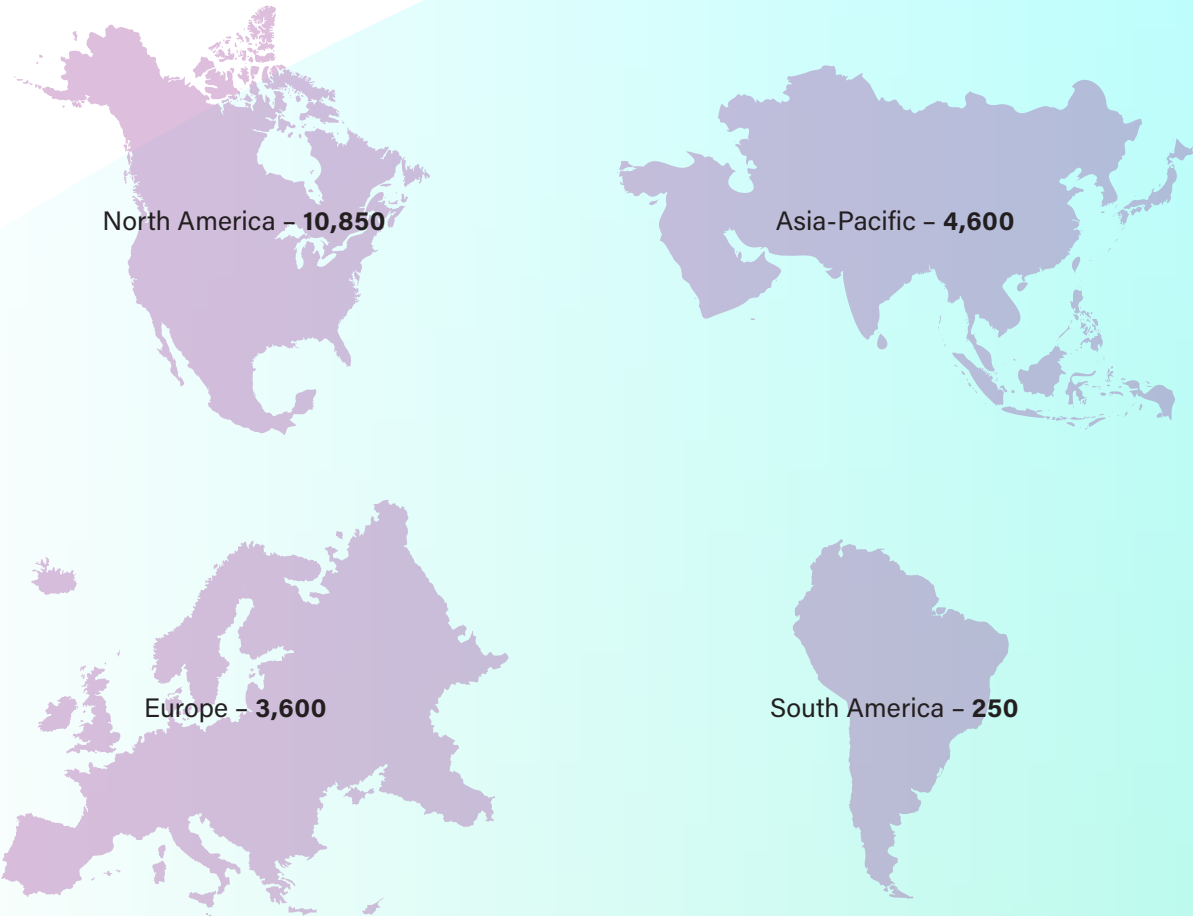 North America – 10,850
Asia-Pacific – 4,600
Europe – 3,600
South America – 250